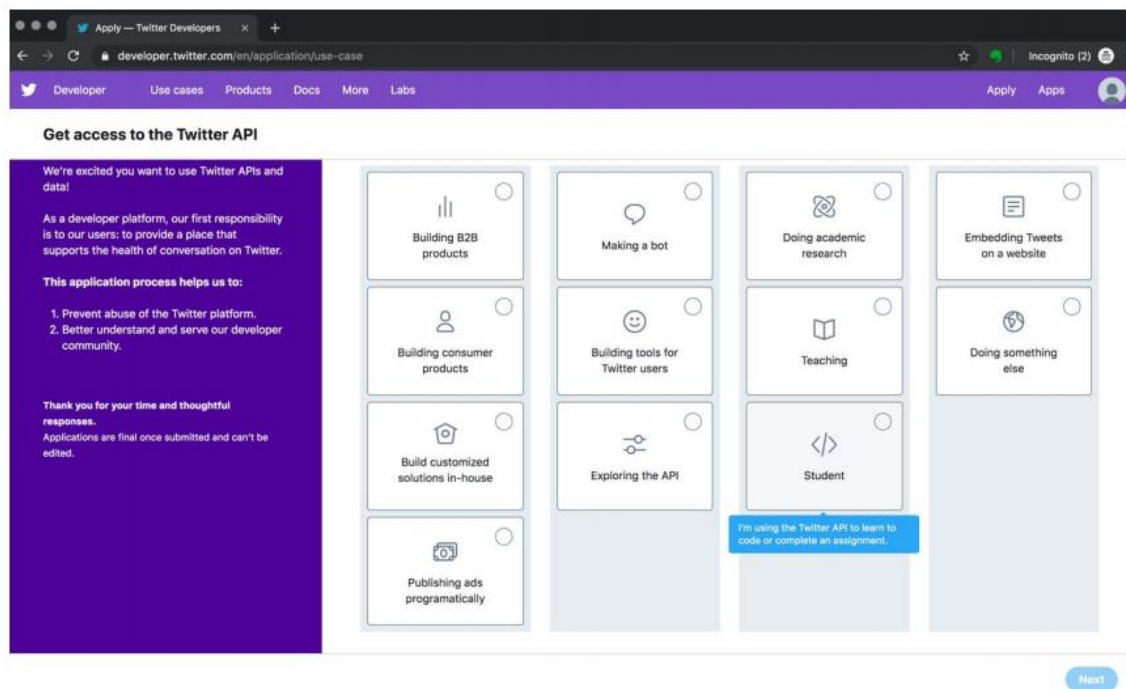 Apply — Twitter Developers
developer.twitter.com/en/application/use-case
Incognito (2)
Developer Use cases Products Docs More Labs Apply Apps
Get access to the Twitter API
We're excited you want to use Twitter APIs and
data!
As a developer platform, our first responsibility
is to our users: to provide a place that
supports the health of conversation on Twitter.
This application process helps us to:
1. Prevent abuse of the Twitter platform.
2. Better understand and serve our developer
community.
Thank you for your time and thoughtful
responses.
Applications are final once submitted and can't be
edited.
Building B2B
products
Building consumer
products
Build customized
solutions in-house
Publishing ads
programatically
Making a bot
Building tools for
Twitter users
Exploring the API
Doing academic
research
Teaching
Student
I'm using the Twitter API to learn to
code or complete an assignment.
Embedding Tweets
on a website
Doing something
else
Next